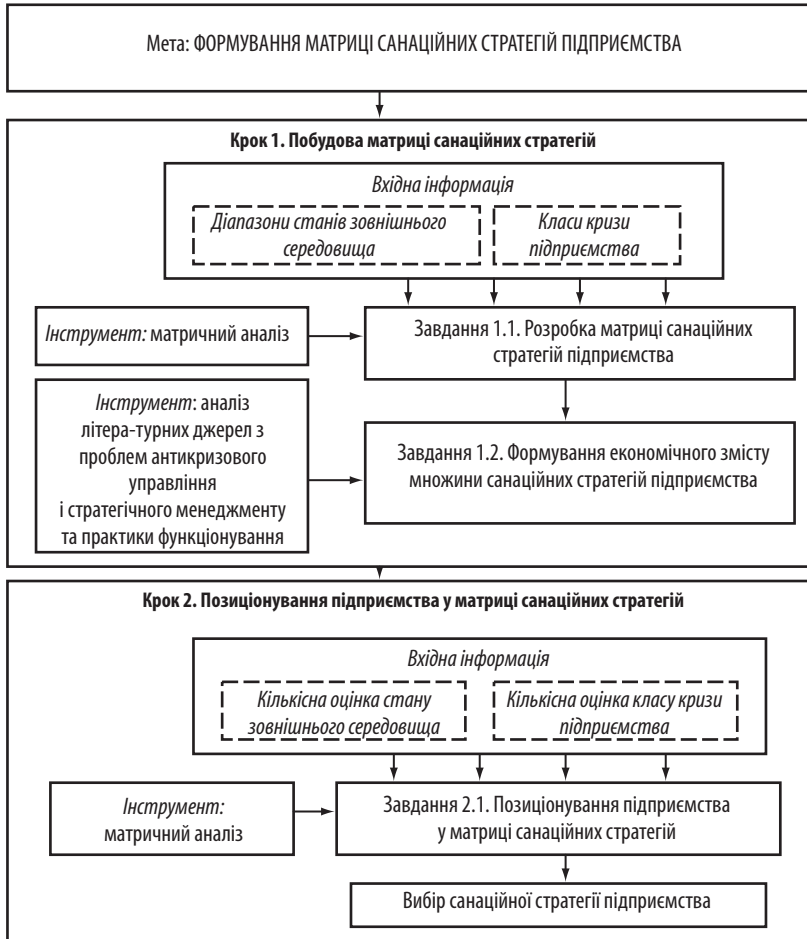 Мета: ФОРМУВАННЯ МАТРИЦІ САНАЦІЙНИХ СТРАТЕГІЙ ПІДПРИЄМСТВА
Крок 1. Побудова матриці санаційних стратегій
Вхідна інформація
Діапазони станів зовнішнього
середовища
Класи кризи
підприємства
Інструмент: матричний аналіз
Завдання 1.1. Розробка матриці санаційних
стратегій підприємства
Інструмент: аналіз
літера-турних джерел з
проблем антикризового
управління
і стратегічного менеджменту
та практики функціонування
Завдання 1.2. Формування економічного змісту
множини санаційних стратегій підприємства
Крок 2. Позиціонування підприємства у матриці санаційних стратегій
Вхідна інформація
Кількісна оцінка стану
зовнішнього середовища
Кількісна оцінка класу кризи
підприємства
Інструмент:
матричний аналіз
Завдання 2.1. Позиціонування підприємства
у матриці санаційних стратегій
Вибір санаційної стратегії підприємства